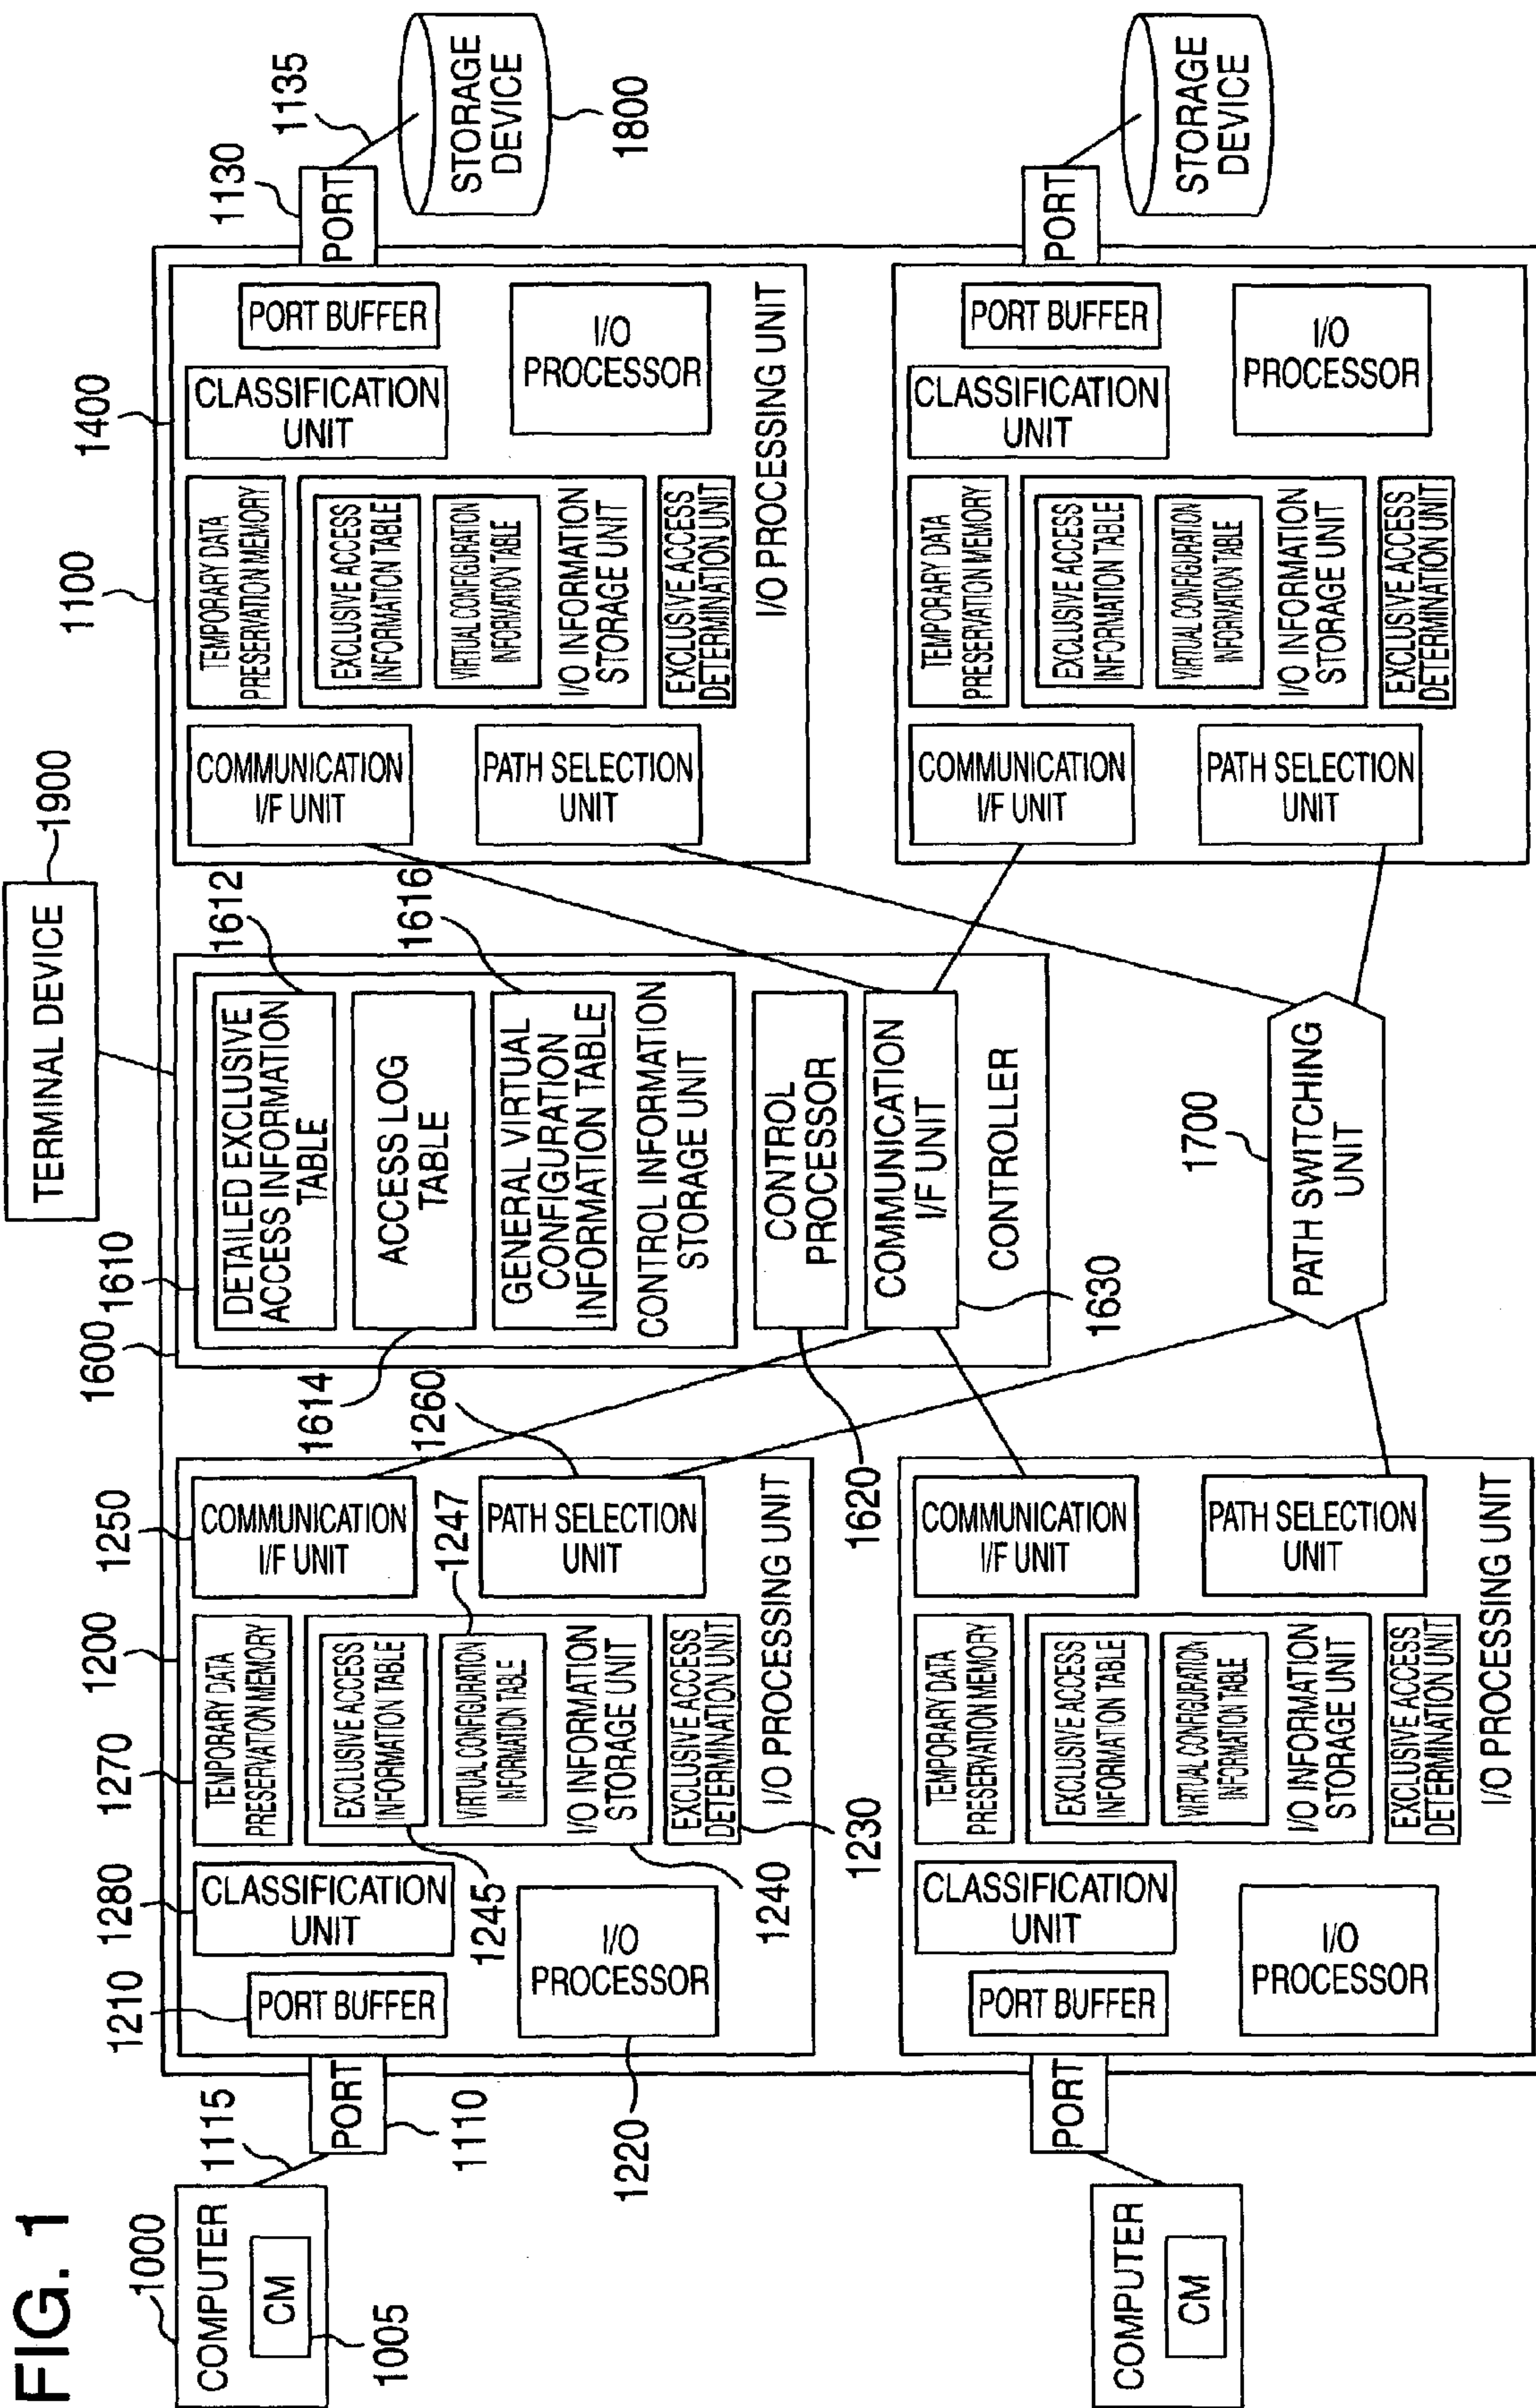 FIG. 1
1000
COMPUTER
CM
1005
1115
PORT
1110
1210
PORT BUFFER
1280
CLASSIFICATION
UNIT
1220
I/O
PROCESSOR
1270
TEMPORARY DATA
PRESERVATION MEMORY
1200
1245
EXCLUSIVE ACCESS
INFORMATION TABLE
1247
VIRTUAL CONFIGURATION
INFORMATION TABLE
I/O INFORMATION
STORAGE UNIT
1240
EXCLUSIVE ACCESS
DETERMINATION UNIT
1230
1250
COMMUNICATION
I/F UNIT
1260
PATH SELECTION
UNIT
I/O PROCESSING UNIT
TERMINAL DEVICE
1900
1600
1610
DETAILED EXCLUSIVE
ACCESS INFORMATION
TABLE
1612
ACCESS LOG
TABLE
1614
GENERAL VIRTUAL
CONFIGURATION
INFORMATION TABLE
1616
CONTROL INFORMATION
STORAGE UNIT
CONTROL
PROCESSOR
1620
COMMUNICATION
I/F UNIT
1630
CONTROLLER
1700
PATH SWITCHING
UNIT
1100
1400
COMMUNICATION
I/F UNIT
PATH SELECTION
UNIT
TEMPORARY DATA
PRESERVATION MEMORY
EXCLUSIVE ACCESS
INFORMATION TABLE
VIRTUAL CONFIGURATION
INFORMATION TABLE
I/O INFORMATION
STORAGE UNIT
EXCLUSIVE ACCESS
DETERMINATION UNIT
CLASSIFICATION
UNIT
PORT BUFFER
I/O
PROCESSOR
I/O PROCESSING UNIT
1130
PORT
1135
STORAGE
DEVICE
1800
COMPUTER
CM
PORT
PORT BUFFER
CLASSIFICATION
UNIT
I/O
PROCESSOR
TEMPORARY DATA
PRESERVATION MEMORY
EXCLUSIVE ACCESS
INFORMATION TABLE
VIRTUAL CONFIGURATION
INFORMATION TABLE
I/O INFORMATION
STORAGE UNIT
EXCLUSIVE ACCESS
DETERMINATION UNIT
COMMUNICATION
I/F UNIT
PATH SELECTION
UNIT
I/O PROCESSING UNIT
COMMUNICATION
I/F UNIT
PATH SELECTION
UNIT
TEMPORARY DATA
PRESERVATION MEMORY
EXCLUSIVE ACCESS
INFORMATION TABLE
VIRTUAL CONFIGURATION
INFORMATION TABLE
I/O INFORMATION
STORAGE UNIT
EXCLUSIVE ACCESS
DETERMINATION UNIT
CLASSIFICATION
UNIT
PORT BUFFER
I/O
PROCESSOR
PORT
STORAGE
DEVICE